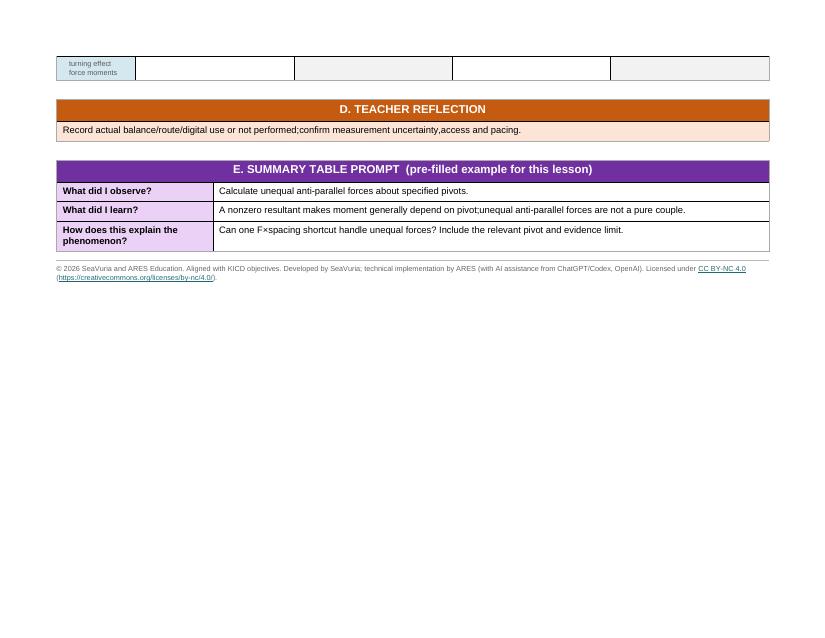 turning effect
force moments
D. TEACHER REFLECTION
Record actual balance/route/digital use or not performed;confirm measurement uncertainty,access and pacing.
E. SUMMARY TABLE PROMPT  (pre-filled example for this lesson)
What did I observe? Calculate unequal anti-parallel forces about specified pivots.
What did I learn? A nonzero resultant makes moment generally depend on pivot;unequal anti-parallel forces are not a pure couple.
How does this explain the Can one F×spacing shortcut handle unequal forces? Include the relevant pivot and evidence limit.
phenomenon?
© 2026 SeaVuria and ARES Education. Aligned with KICD objectives. Developed by SeaVuria; technical implementation by ARES (with AI assistance from ChatGPT/Codex, OpenAI). Licensed under CC BY-NC 4.0
(https://creativecommons.org/licenses/by-nc/4.0/).